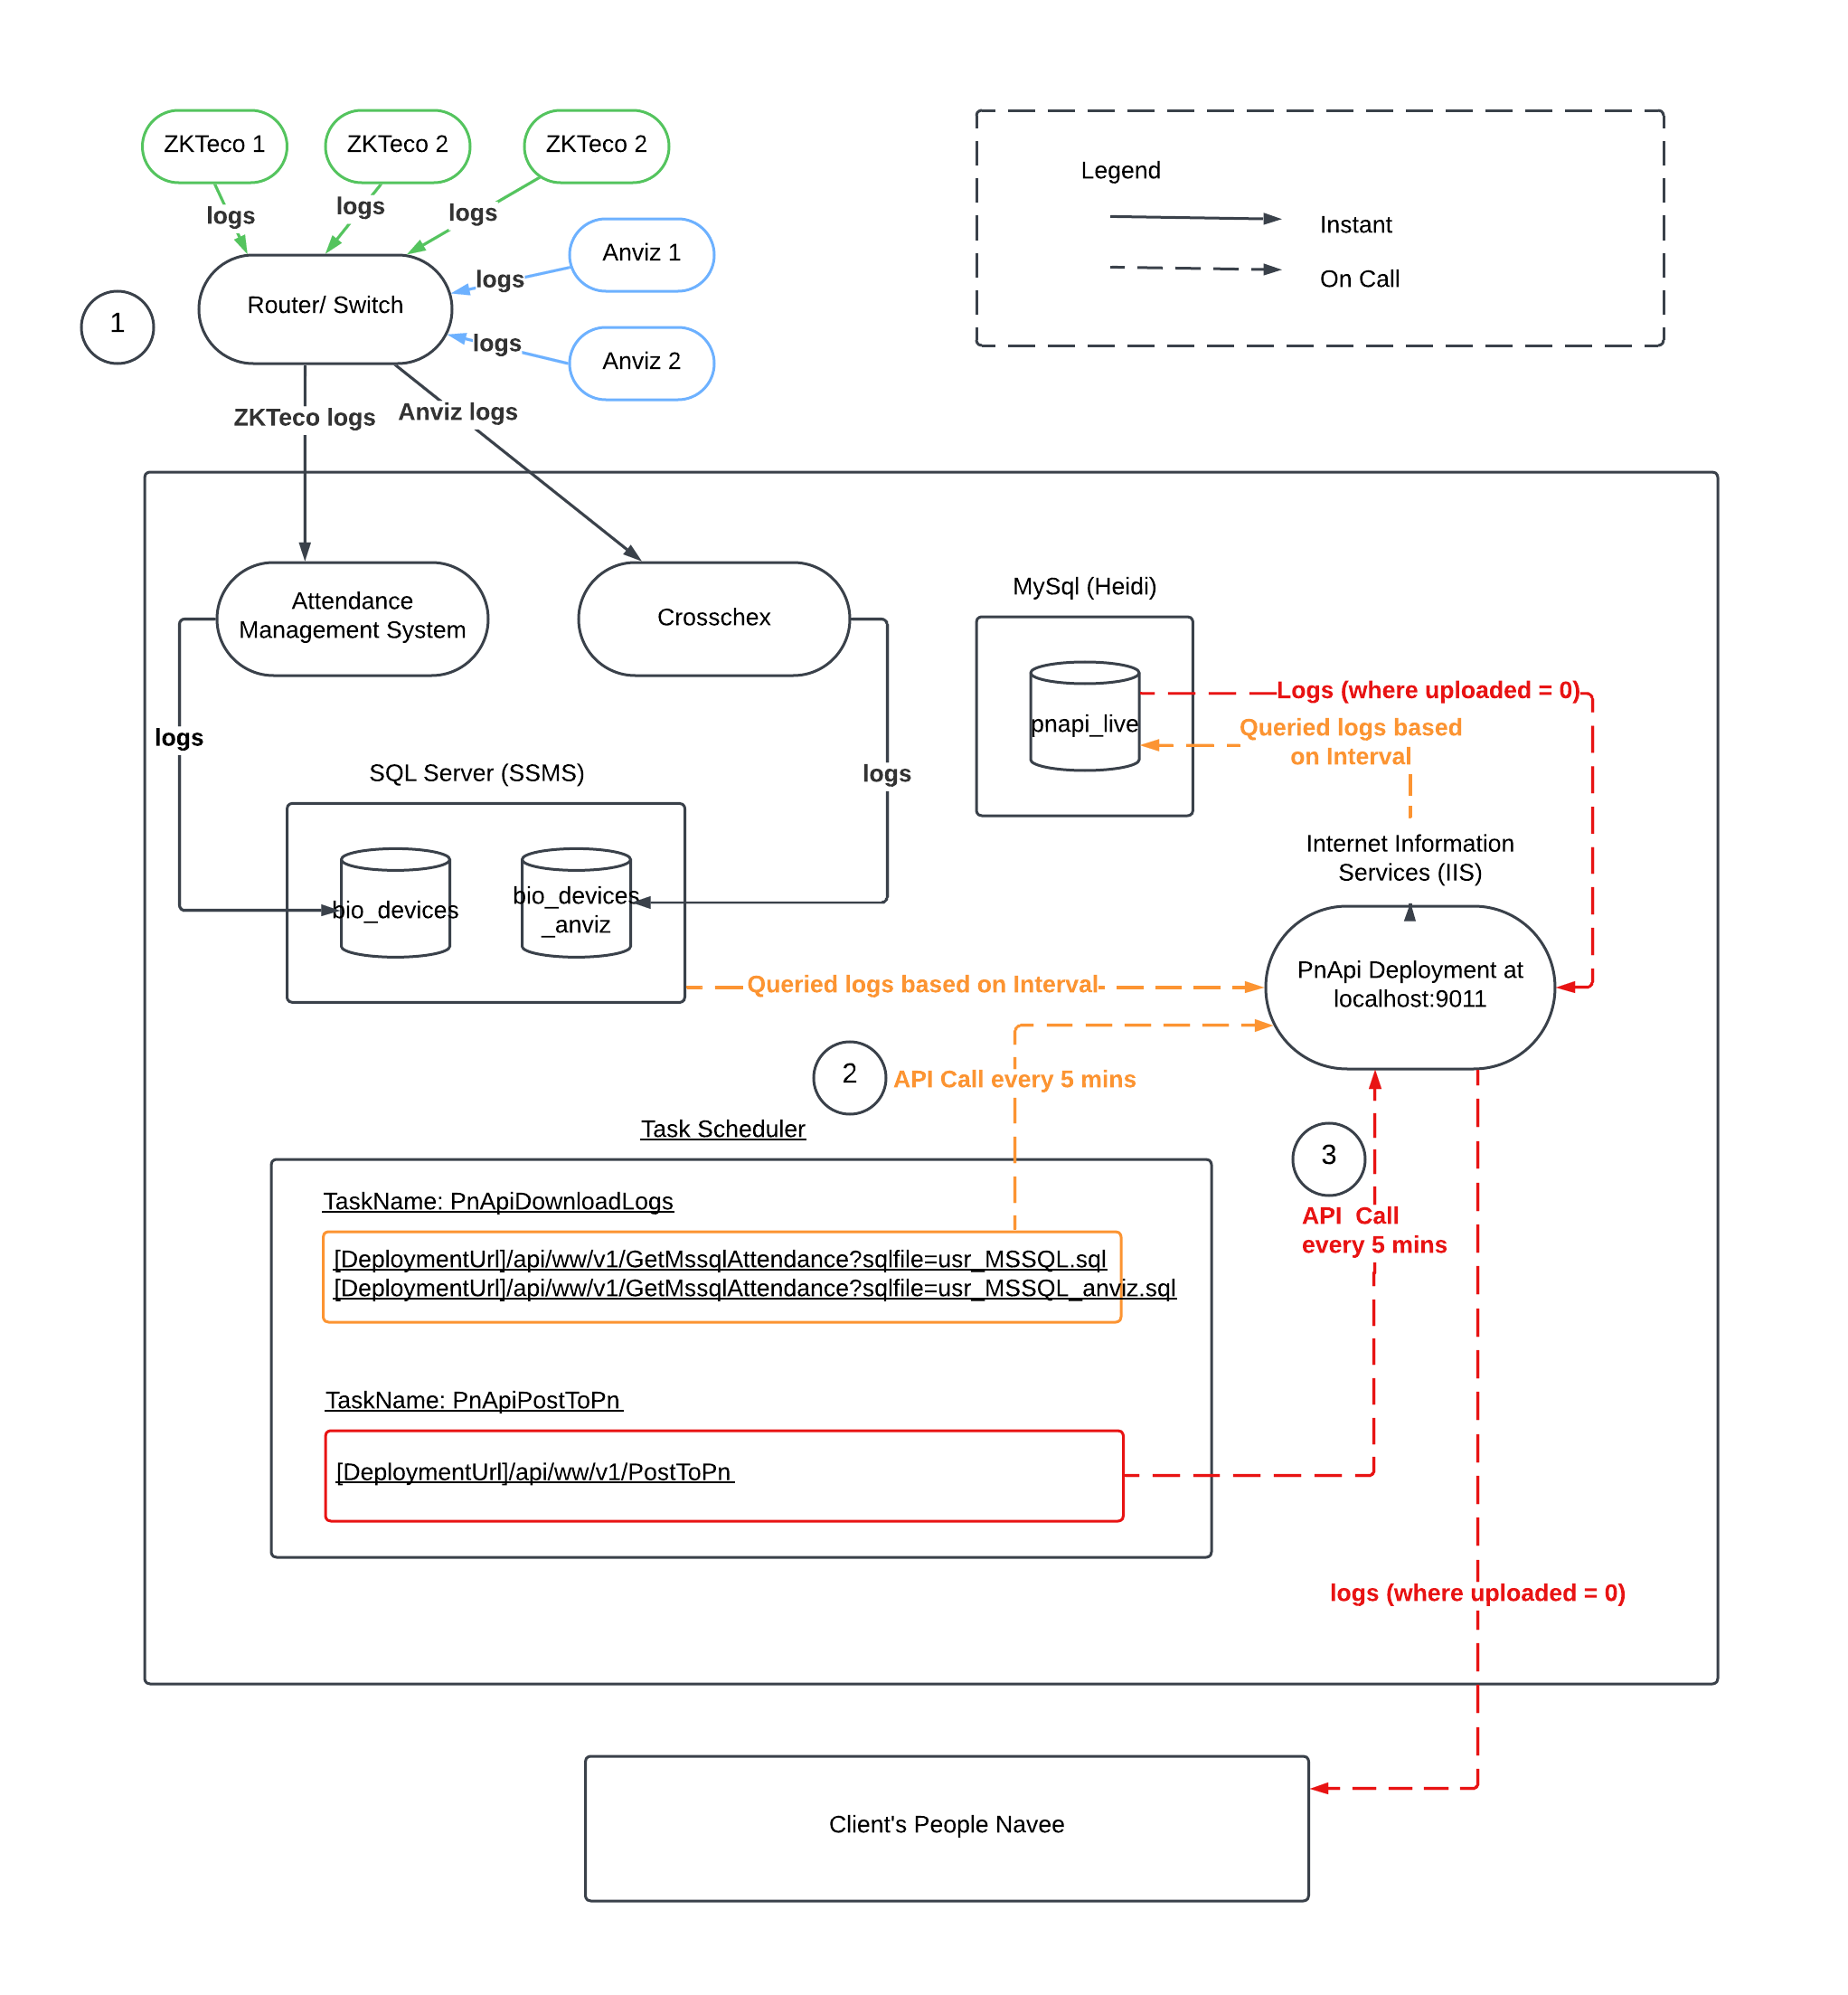 ZKTeco 1
ZKTeco 2
ZKTeco 2
logs
logs
logs
Anviz 1
logs
Anviz 2
logs
Router/ Switch
1
Legend
Instant
On Call
ZKTeco logs
Anviz logs
Attendance
Management System
Crosschex
logs
logs
MySql (Heidi)
pnapi_live
Logs (where uploaded = 0)
Queried logs based
on Interval
SQL Server (SSMS)
bio_devices
bio_devices
_anviz
Internet Information
Services (IIS)
PnApi Deployment at
localhost:9011
Queried logs based on Interval
2
API Call every 5 mins
3
API  Call
every 5 mins
Task Scheduler
TaskName: PnApiDownloadLogs
[DeploymentUrl]/api/ww/v1/GetMssqlAttendance?sqlfile=usr_MSSQL.sql
[DeploymentUrl]/api/ww/v1/GetMssqlAttendance?sqlfile=usr_MSSQL_anviz.sql
TaskName: PnApiPostToPn
[DeploymentUrl]/api/ww/v1/PostToPn
logs (where uploaded = 0)
Client's People Navee